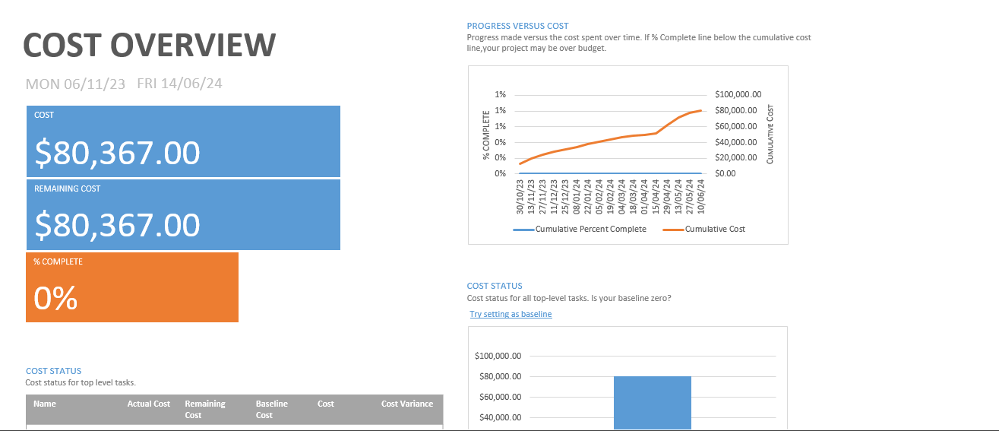 COST OVERVIEW
MON 06/11/23 FRI 14/06/24
COST
$80,367.00
REMAINING COST
$80,367.00
% COMPLETE
0%
COST STATUS
Cost status for top level tasks.
Name Actual Cost Remaining Cost Baseline Cost Cost Cost Variance
PROGRESS VERSUS COST
Progress made versus the cost spent over time. If % Complete line below the cumulative cost
line,your project may be over budget.
% COMPLETE
1%
1%
1%
0%
0%
0%
$100,000.00
$80,000.00
$60,000.00
$40,000.00
$20,000.00
$0.00
CUMULATIVE COST
30/10/23
13/11/23
27/11/23
11/12/23
25/12/23
08/01/24
22/01/24
05/02/24
19/02/24
04/03/24
18/03/24
01/04/24
15/04/24
29/04/24
13/05/24
27/05/24
10/06/24
Cumulative Percent Complete Cumulative Cost
COST STATUS
Cost status for all top-level tasks. Is your baseline zero?
Try setting as baseline
$100,000.00
$80,000.00
$60,000.00
$40,000.00